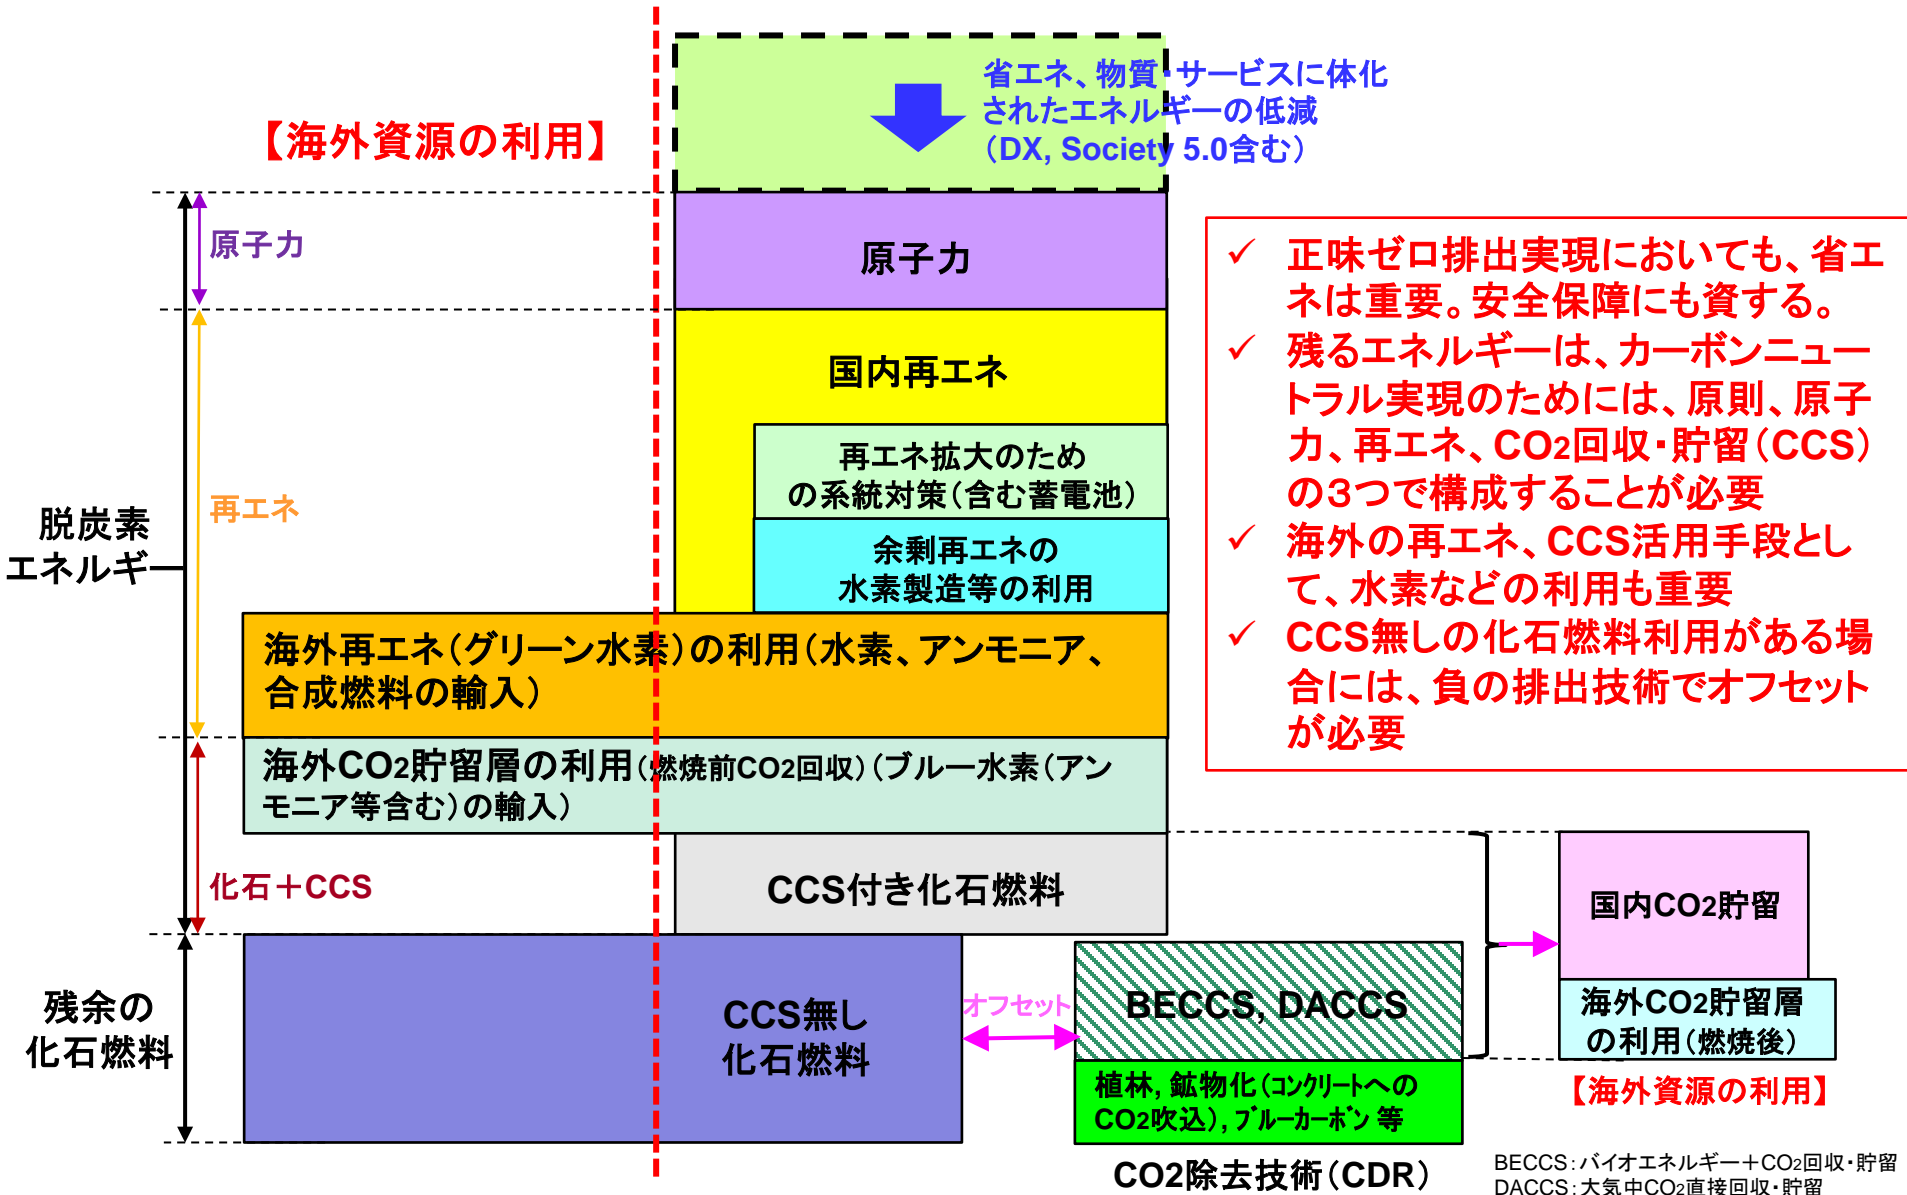 省エネ、物質・サービスに体化
されたエネルギーの低減
（DX, Society 5.0含む）
【海外資源の利用】
原子力
原子力
国内再エネ
再エネ拡大のため
の系統対策（含む蓄電池）
再エネ
余剰再エネの
水素製造等の利用
脱炭素
エネルギー
海外再エネ（グリーン水素）の利用（水素、アンモニア、
合成燃料の輸入）
海外CO2貯留層の利用（燃焼前CO2回収）（ブルー水素（アン
モニア等含む）の輸入）
化石＋CCS
CCS付き化石燃料
残余の
化石燃料
CCS無し
化石燃料
オフセット
BECCS, DACCS
植林, 鉱物化（コンクリートへの
CO2吹込）, ブルーカーボン 等
CO2除去技術（CDR）
✓ 正味ゼロ排出実現においても、省エ
ネは重要。安全保障にも資する。
✓ 残るエネルギーは、カーボンニュー
トラル実現のためには、原則、原子
力、再エネ、CO2回収・貯留（CCS）
の３つで構成することが必要
✓ 海外の再エネ、CCS活用手段とし
て、水素などの利用も重要
✓ CCS無しの化石燃料利用がある場
合には、負の排出技術でオフセット
が必要
国内CO2貯留
海外CO2貯留層
の利用（燃焼後）
【海外資源の利用】
BECCS：バイオエネルギー＋CO2回収・貯留
DACCS：大気中CO2直接回収・貯留